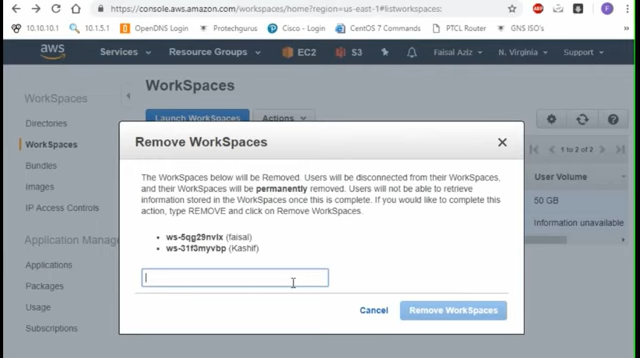 https://console.aws.amazon.com/workspaces/home?region=us-east-1#listworkspaces:
10.10.10.1
10.1.5.1
OpenDNS Login
Protechgurus
Cisco - Login
CentOS 7 Commands
PTCL Router
GNS ISO's
aws
Services
Resource Groups
EC2
S3
Faisal Aziz
N. Virginia
Support
WorkSpaces
Directories
WorkSpaces
Bundles
Images
IP Access Controls
Application Manage
Applications
Packages
Usage
Subscriptions
WorkSpaces
Launch WorkSpaces
Actions
1 to 2 of 2
User Volume
50 GB
Information unavailable
Remove WorkSpaces
The WorkSpaces below will be Removed. Users will be disconnected from their WorkSpaces,
and their WorkSpaces will be permanently removed. Users will not be able to retrieve
information stored in the WorkSpaces once this is complete. If you would like to complete this
action, type REMOVE and click on Remove WorkSpaces.
ws-5qg29nvlx (faisal)
ws-31f3myvbp (Kashif)
Cancel
Remove WorkSpaces